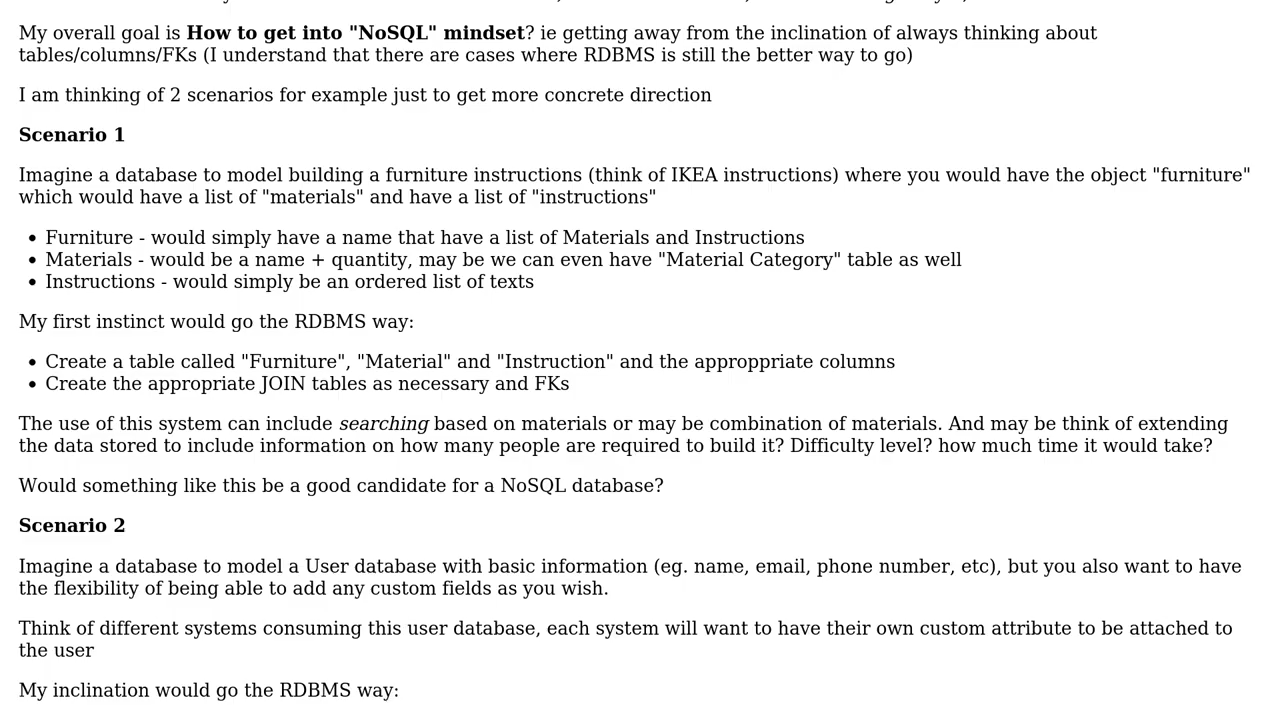 My overall goal is How to get into "NoSQL" mindset? ie getting away from the inclination of always thinking about
tables/columns/FKs (I understand that there are cases where RDBMS is still the better way to go)
I am thinking of 2 scenarios for example just to get more concrete direction
Scenario 1
Imagine a database to model building a furniture instructions (think of IKEA instructions) where you would have the object "furniture"
which would have a list of "materials" and have a list of "instructions"
• Furniture - would simply have a name that have a list of Materials and Instructions
• Materials - would be a name + quantity, may be we can even have "Material Category" table as well
• Instructions - would simply be an ordered list of texts
My first instinct would go the RDBMS way:
• Create a table called "Furniture", "Material" and "Instruction" and the approppriate columns
• Create the appropriate JOIN tables as necessary and FKs
The use of this system can include searching based on materials or may be combination of materials. And may be think of extending
the data stored to include information on how many people are required to build it? Difficulty level? how much time it would take?
Would something like this be a good candidate for a NoSQL database?
Scenario 2
Imagine a database to model a User database with basic information (eg. name, email, phone number, etc), but you also want to have
the flexibility of being able to add any custom fields as you wish.
Think of different systems consuming this user database, each system will want to have their own custom attribute to be attached to
the user
My inclination would go the RDBMS way: